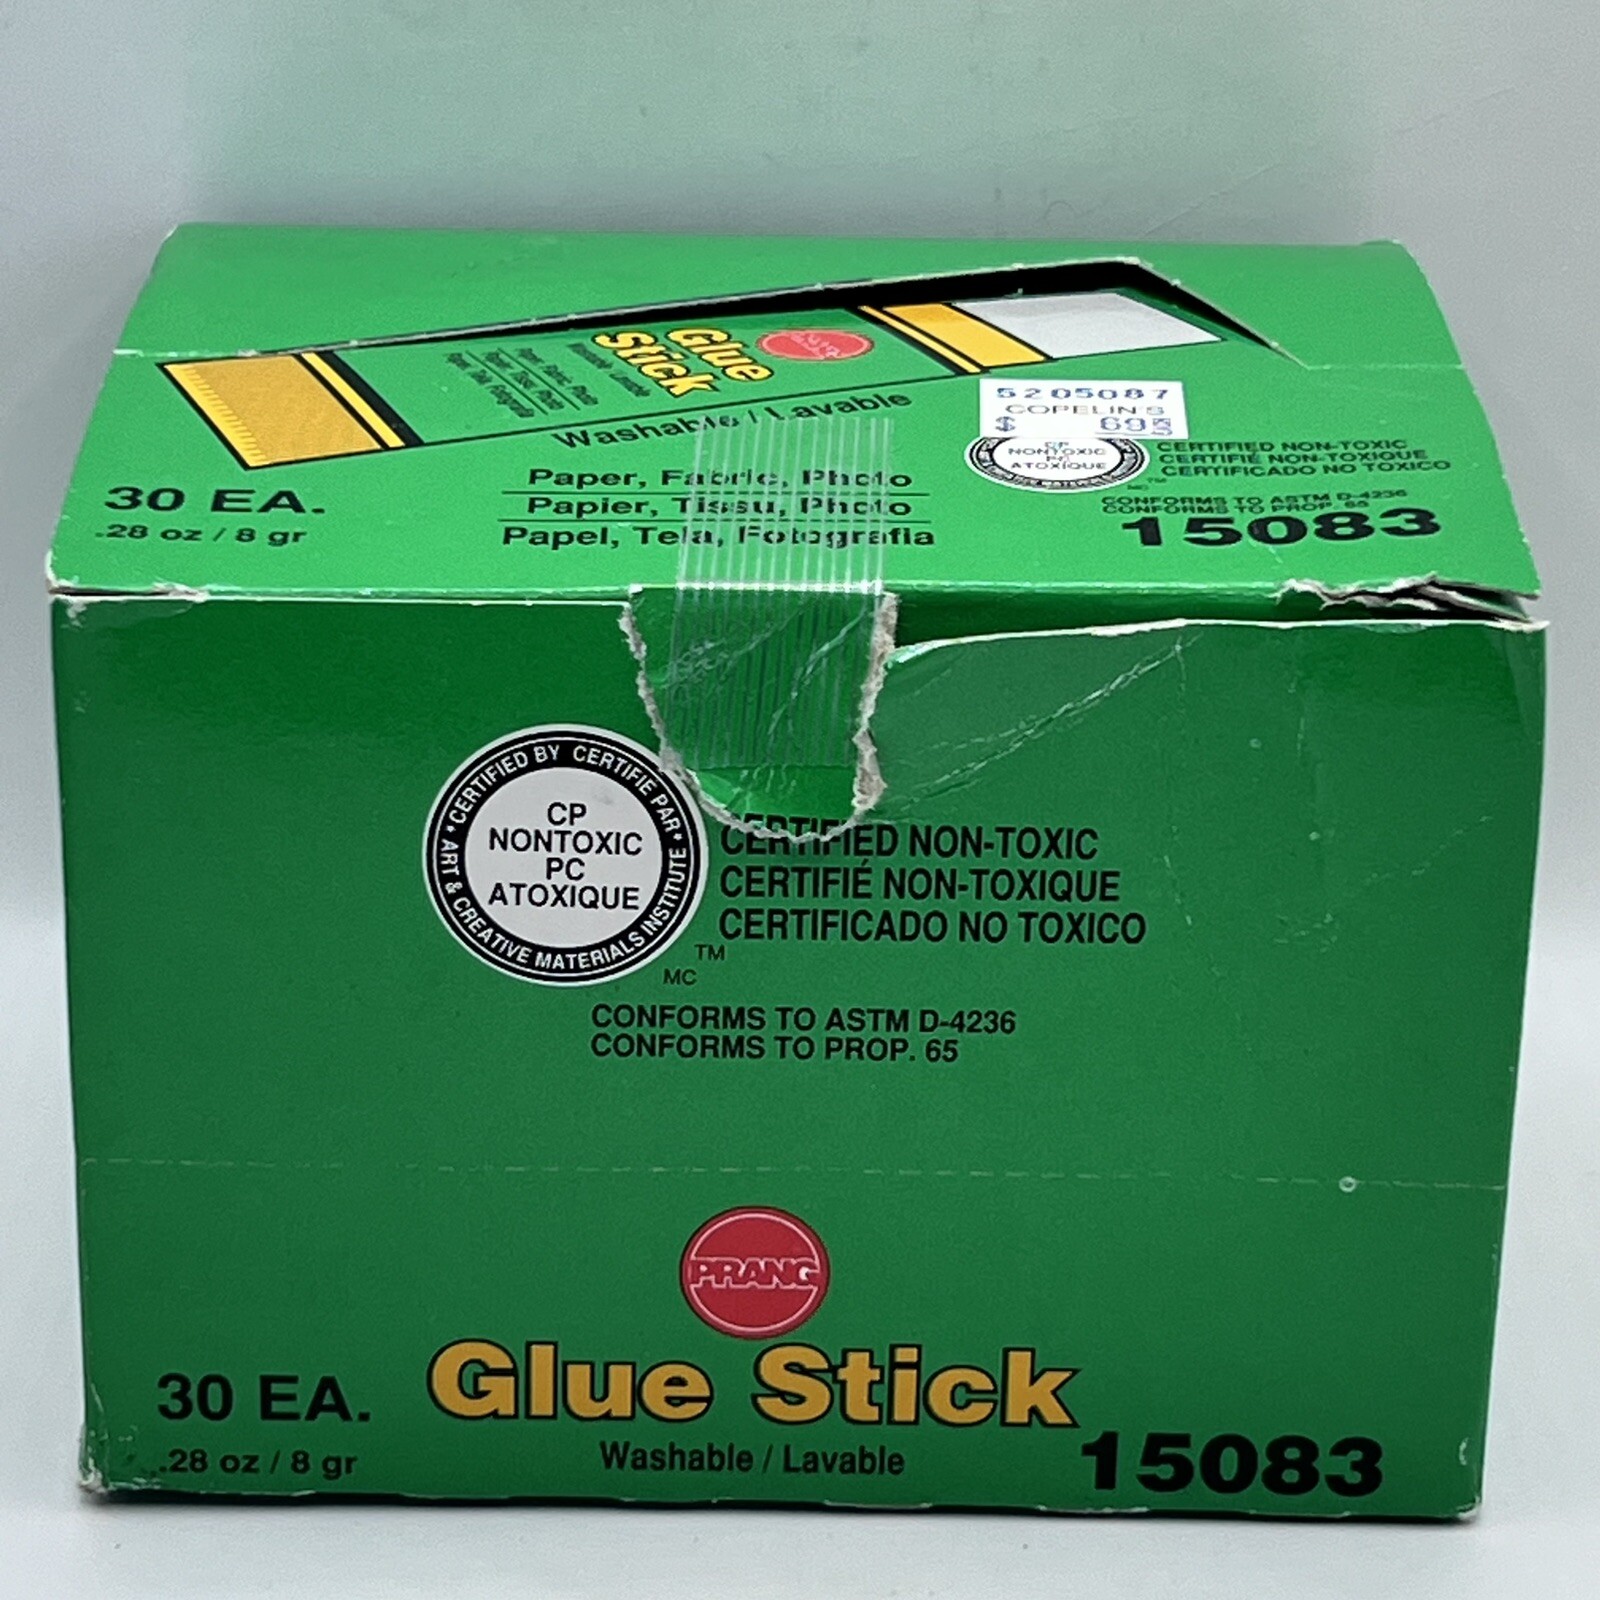 Glue
Stick
Washable / Lavable
Paper, Fabric, Photo
Papier, Tissu, Photo
Papel, Tela, Fotografia
30 EA.
.28 oz / 8 gr
5205087
COPELIN'S
$ 69
CP
NONTOXIC
PC
ATOXIQUE
CERTIFIED NON-TOXIC
CERTIFIÉ NON-TOXIQUE
CERTIFICADO NO TOXICO
MC TM
CONFORMS TO ASTM D-4236
CONFORMS TO PROP. 65
15083
CERTIFIED BY CERTIFIE PAR
ART & CREATIVE MATERIALS INSTITUTE
CP
NONTOXIC
PC
ATOXIQUE
CERTIFIED NON-TOXIC
CERTIFIÉ NON-TOXIQUE
CERTIFICADO NO TOXICO
TM
MC
CONFORMS TO ASTM D-4236
CONFORMS TO PROP. 65
PRANG
Glue Stick
Washable / Lavable
30 EA.
.28 oz / 8 gr
15083